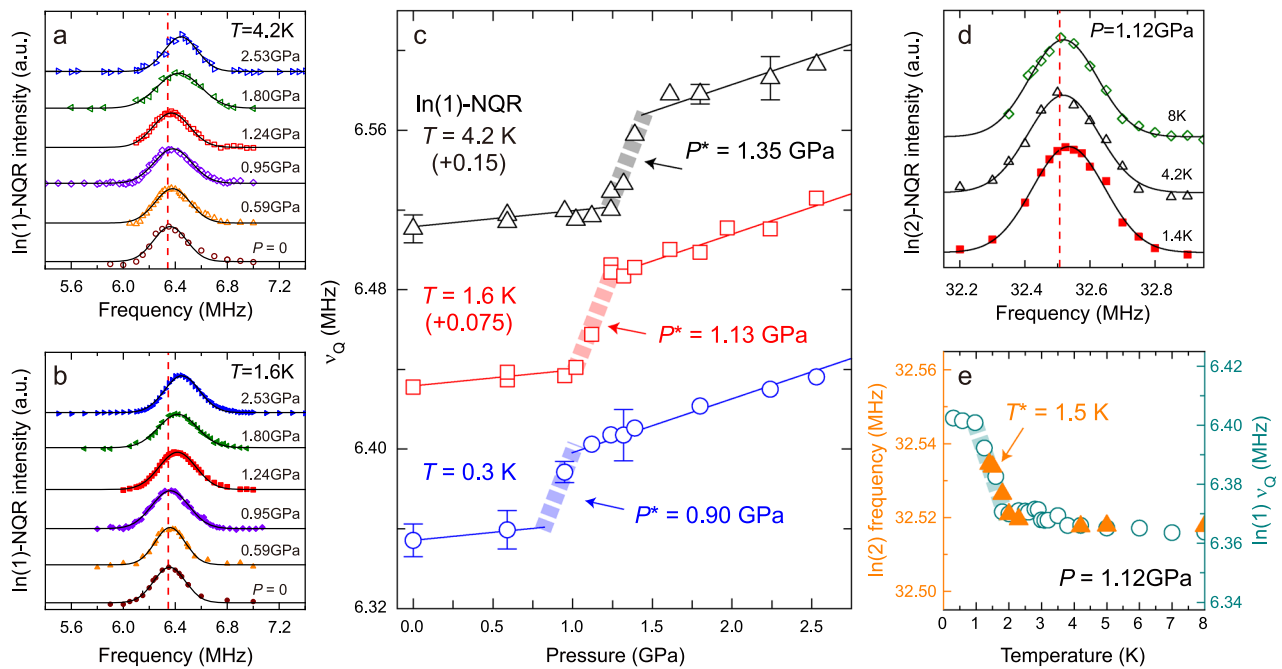 a
T=4.2K
2.53GPa
1.80GPa
1.24GPa
0.95GPa
0.59GPa
P = 0
In(1)-NQR intensity (a.u.)
5.6 6.0 6.4 6.8 7.2
Frequency (MHz)
b
T=1.6K
2.53GPa
1.80GPa
1.24GPa
0.95GPa
0.59GPa
P = 0
In(1)-NQR intensity (a.u.)
5.6 6.0 6.4 6.8 7.2
Frequency (MHz)
c
In(1)-NQR
T = 4.2 K
(+0.15)
P* = 1.35 GPa
T = 1.6 K
(+0.075)
P* = 1.13 GPa
T = 0.3 K
P* = 0.90 GPa
νQ (MHz)
6.56
6.48
6.40
6.32
0.0 0.5 1.0 1.5 2.0 2.5
Pressure (GPa)
d
P=1.12GPa
8K
4.2K
1.4K
In(2)-NQR intensity (a.u.)
32.2 32.4 32.6 32.8
Frequency (MHz)
e
T* = 1.5 K
P = 1.12GPa
In(2) frequency (MHz)
32.56
32.54
32.52
32.50
In(1) νQ (MHz)
6.42
6.40
6.38
6.36
6.34
0 1 2 3 4 5 6 7 8
Temperature (K)